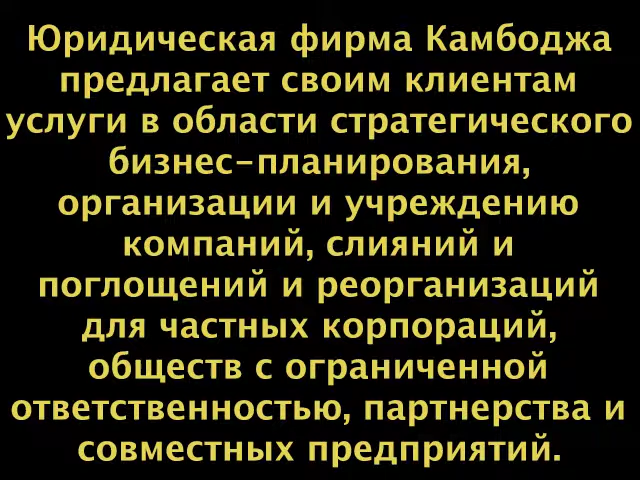 Юридическая фирма Камбоджа
предлагает своим клиентам
услуги в области стратегического
бизнес-планирования,
организации и учреждению
компаний, слияний и
поглощений и реорганизаций
для частных корпораций,
обществ с ограниченной
ответственностью, партнерства и
совместных предприятий.